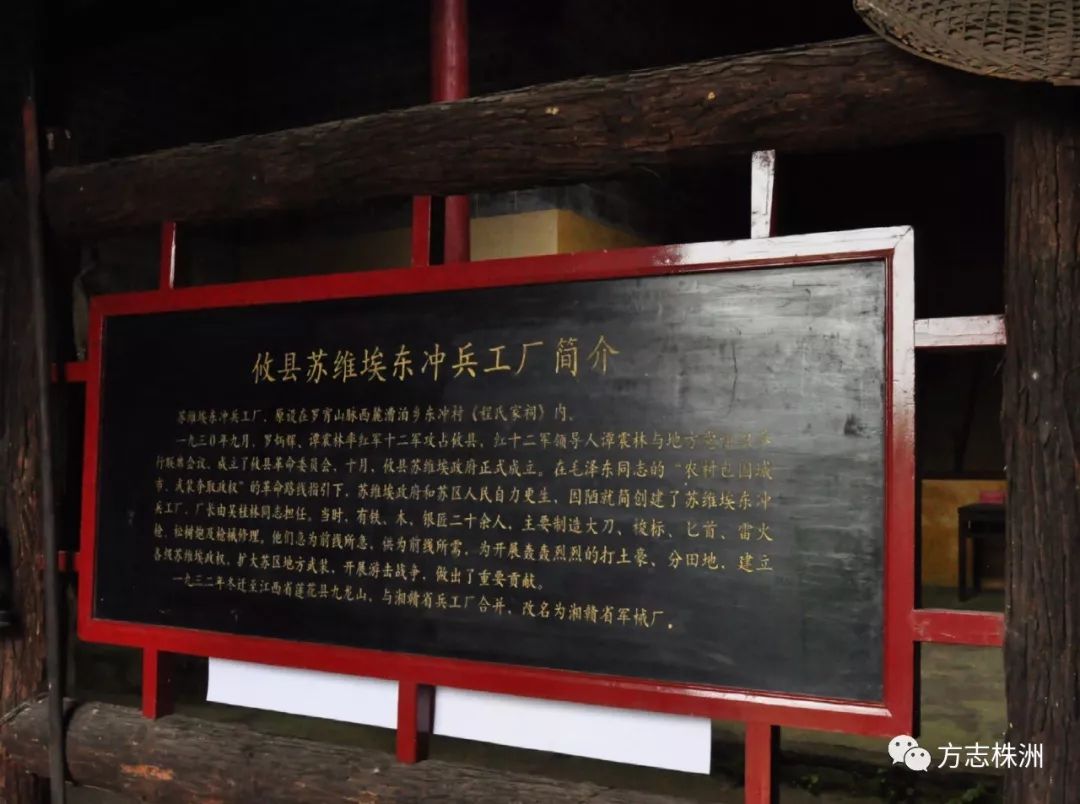 攸县苏维埃东冲兵工厂简介
苏维埃东冲兵工厂，原设在罗霄山脉西麓漕泊乡东冲村《程氏家祠》内。
一九三0年九月，罗炳辉、谭震林率红军十二军攻占攸县，红十二军领导人谭震林与地方党组织举
行联席会议，成立了攸县革命委员会，十月，攸县苏维埃政府正式成立。在毛泽东同志的“农村包围城
市、武装夺取政权”的革命路线指引下，苏维埃政府和苏区人民自力更生，因陋就简创建了苏维埃东冲
兵工厂，厂长由吴桂林同志担任。当时，有铁、木、银匠二十余人，主要制造大刀、梭标、匕首、雷火
枪、松树炮及枪械修理。他们急为前线所急，供为前线所需，为开展轰轰烈烈的打土豪、分田地，建立
各级苏维埃政权，扩大苏区地方武装，开展游击战争，做出了重要贡献。
一九三二年冬迁至江西省莲花县九龙山，与湘赣省兵工厂合并，改名为湘赣省军械厂。
方志株洲